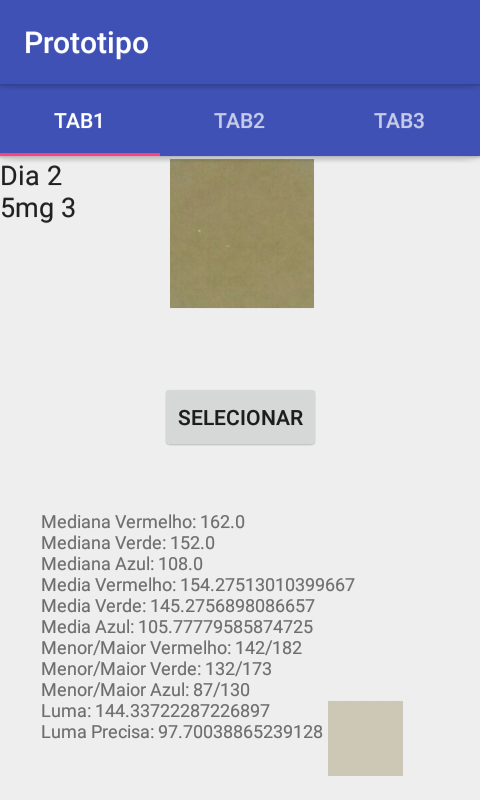 Prototipo
TAB1 TAB2 TAB3
Dia 2
5mg 3
SELECIONAR
Mediana Vermelho: 162.0
Mediana Verde: 152.0
Mediana Azul: 108.0
Media Vermelho: 154.27513010399667
Media Verde: 145.2756898086657
Media Azul: 105.77779585874725
Menor/Maior Vermelho: 142/182
Menor/Maior Verde: 132/173
Menor/Maior Azul: 87/130
Luma: 144.33722287226897
Luma Precisa: 97.70038865239128